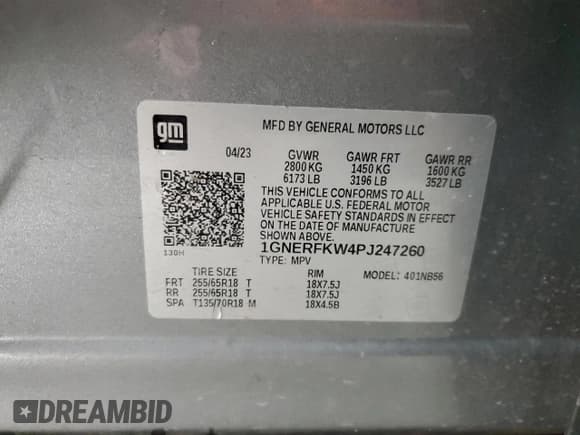 gm
MFD BY GENERAL MOTORS LLC
04/23 GVWR GAWR FRT GAWR RR
2800 KG 1450 KG 1600 KG
6173 LB 3196 LB 3527 LB
THIS VEHICLE CONFORMS TO ALL
APPLICABLE U.S. FEDERAL MOTOR
VEHICLE SAFETY STANDARDS IN EFFECT
ON THE DATE OF MANUFACTURE
SHOWN ABOVE.
130H
1GNERFKW4PJ247260
TYPE: MPV
MODEL: 401NB56
TIRE SIZE RIM
FRT 255/65R18 T 18X7.5J
RR 255/65R18 T 18X7.5J
SPA T135/70R18 M 18X4.5B
DREAMBID